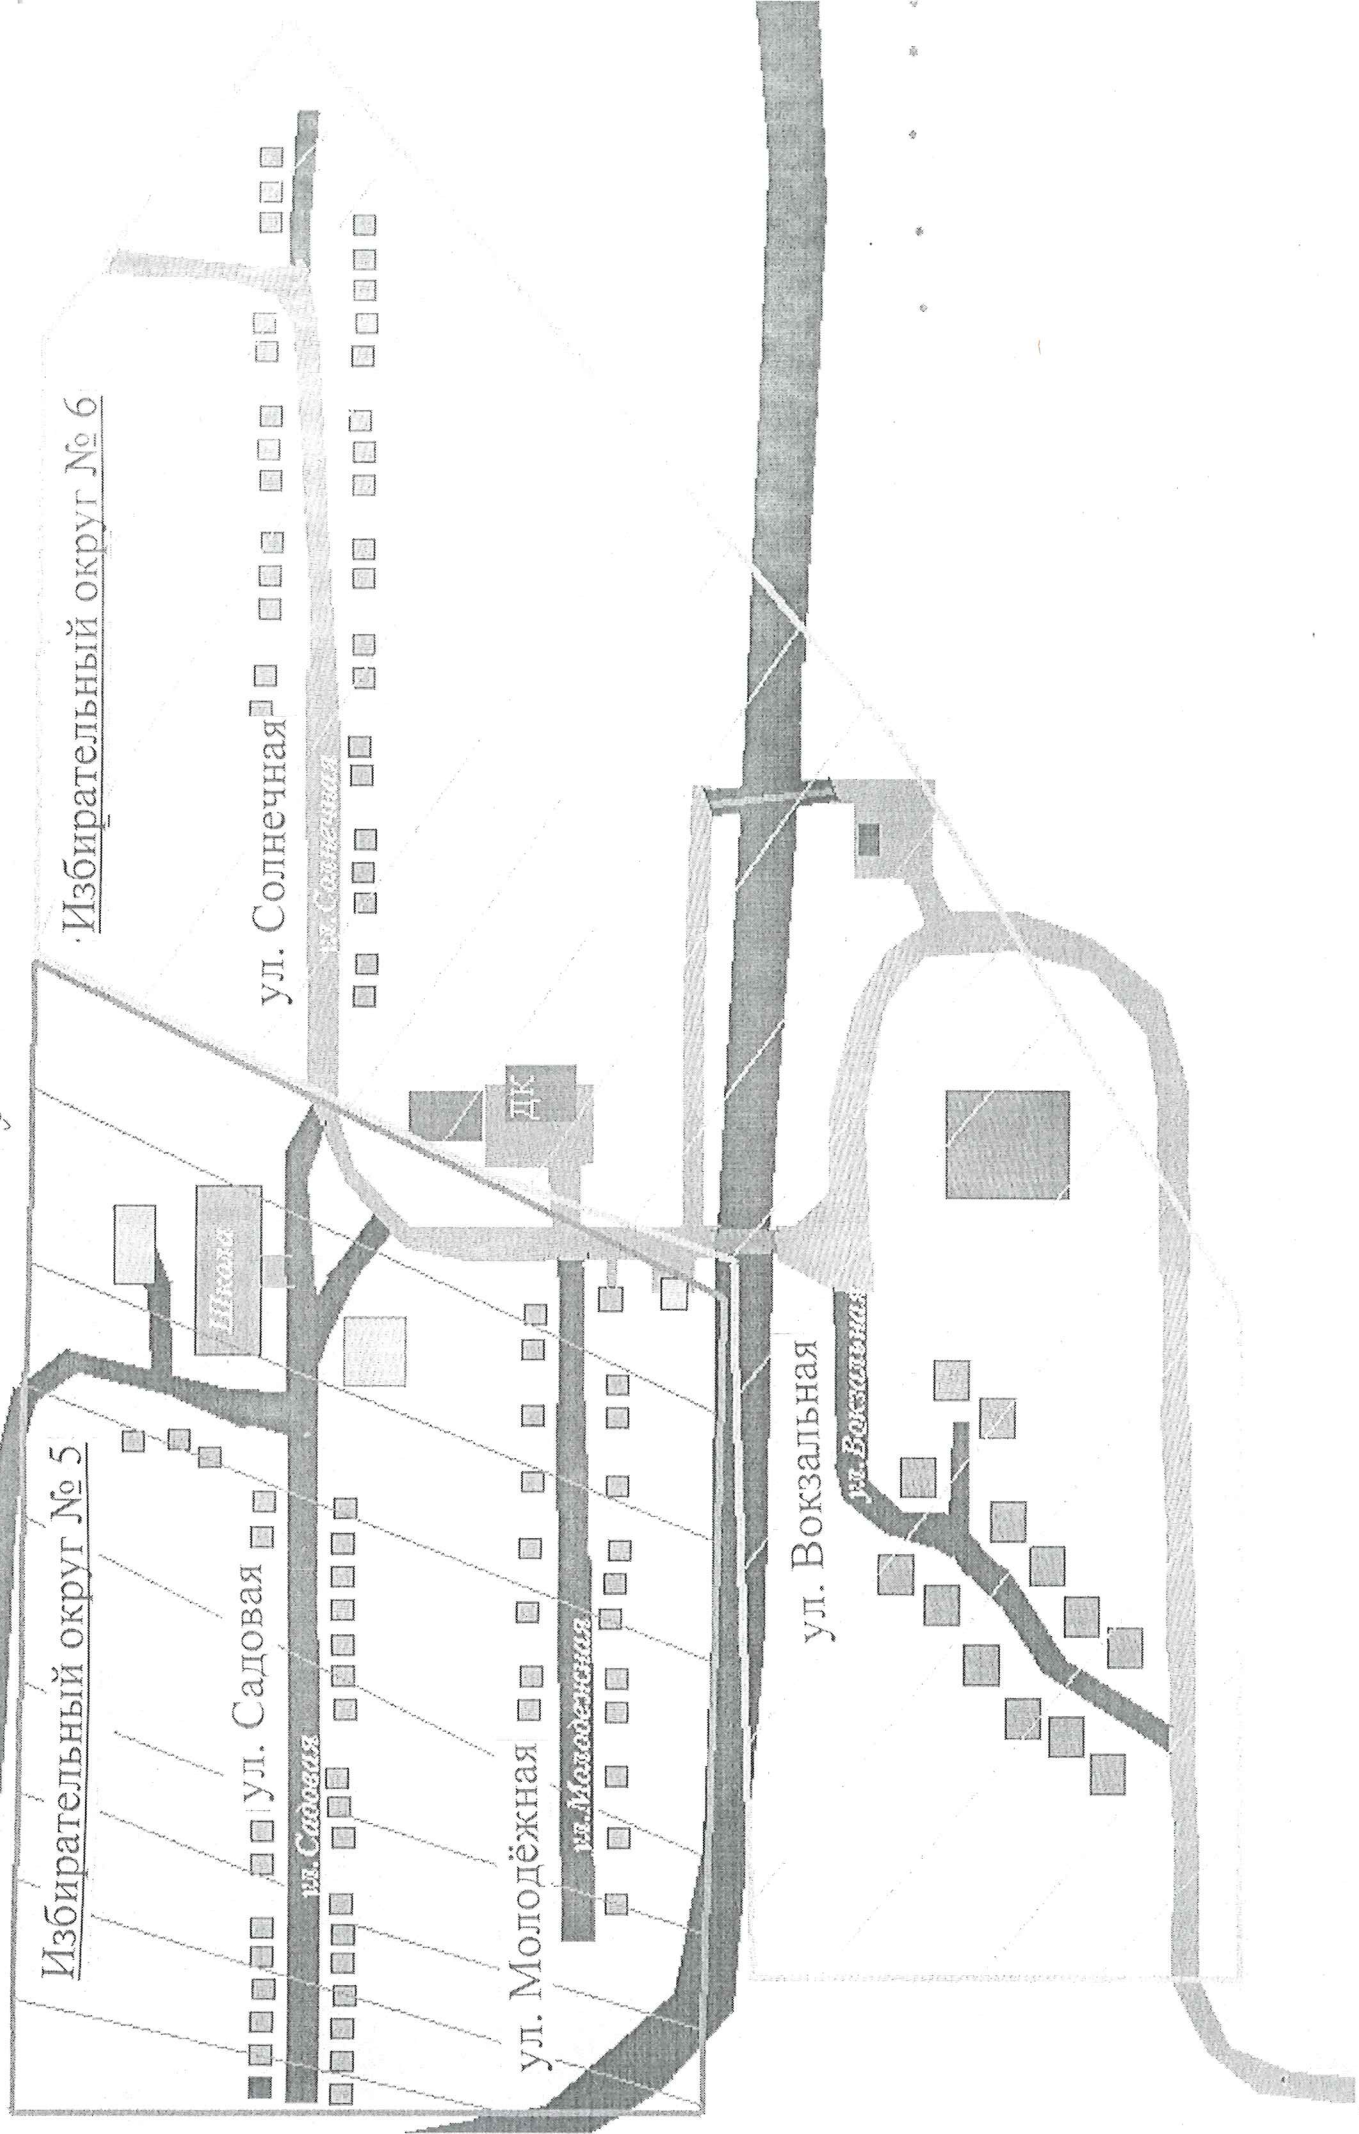 Избирательный округ № 5
Избирательный округ № 6
Школа
ул. Садовая
ул. Садовая
ул. Солнечная
ул. Солнечная
ДК
ул. Молодёжная
ул. Молодежная
ул. Вокзальная
ул. Вокзальная